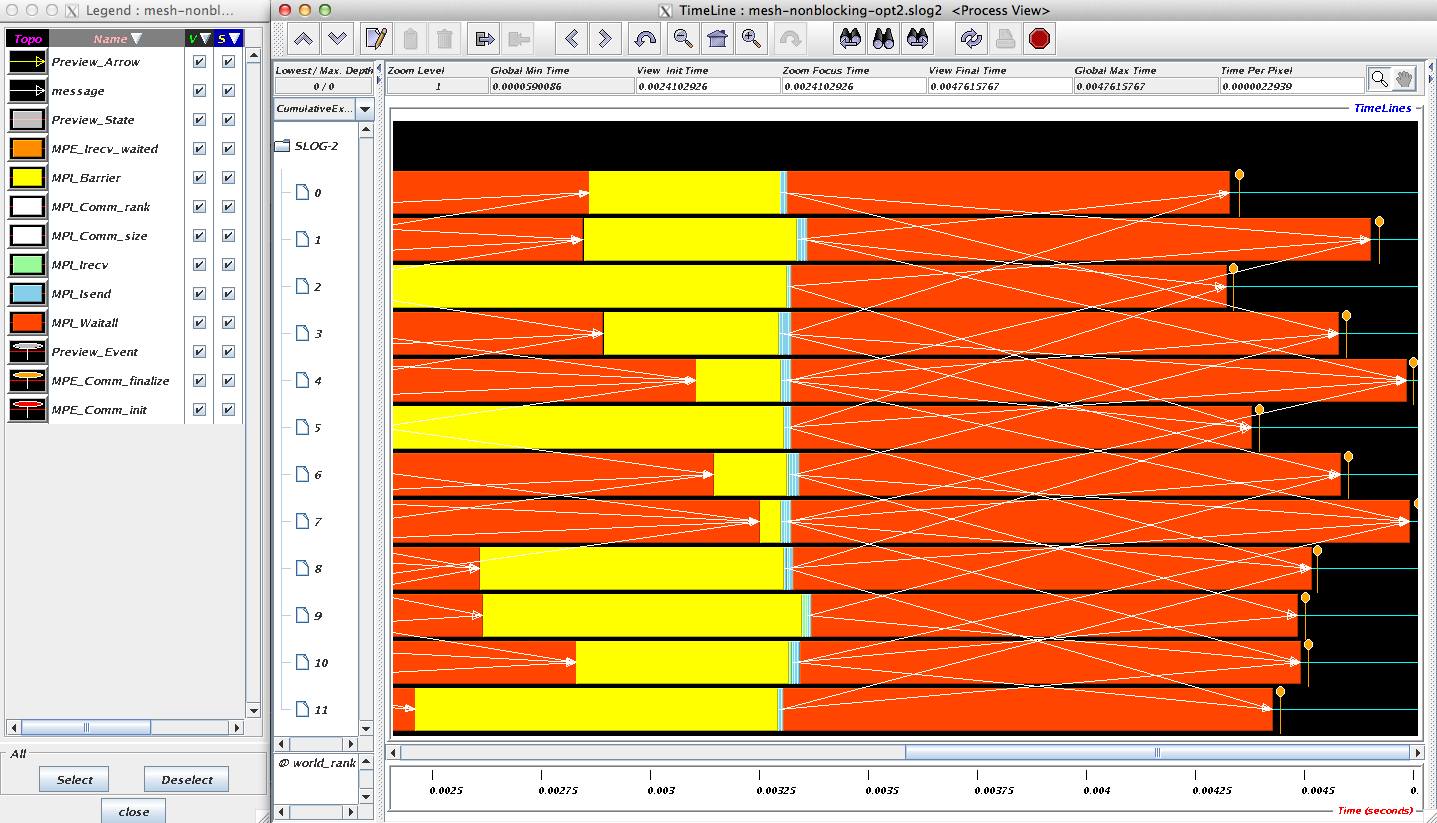 Legend : mesh-nonbl...
Topo Name V S
Preview_Arrow
message
Preview_State
MPE_Irecv_waited
MPI_Barrier
MPI_Comm_rank
MPI_Comm_size
MPI_Irecv
MPI_Isend
MPI_Waitall
Preview_Event
MPE_Comm_finalize
MPE_Comm_init
All
Select Deselect
close
TimeLine : mesh-nonblocking-opt2.slog2 <Process View>
Lowest / Max. Depth
0 / 0
Zoom Level Global Min Time View Init Time Zoom Focus Time View Final Time Global Max Time Time Per Pixel
1 0.0000590086 0.0024102926 0.0024102926 0.0047615767 0.0047615767 0.0000022939
CumulativeEx...
TimeLines
SLOG-2
0
1
2
3
4
5
6
7
8
9
10
11
@ world_rank
0.0025 0.00275 0.003 0.00325 0.0035 0.00375 0.004 0.00425 0.0045 0.
Time (seconds)